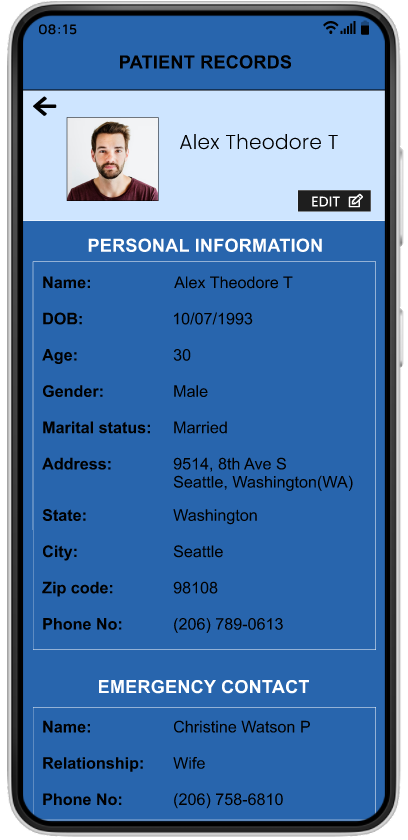 08:15
PATIENT RECORDS
Alex Theodore T
EDIT
PERSONAL INFORMATION
Name: Alex Theodore T
DOB: 10/07/1993
Age: 30
Gender: Male
Marital status: Married
Address: 9514, 8th Ave S
Seattle, Washington(WA)
State: Washington
City: Seattle
Zip code: 98108
Phone No: (206) 789-0613
EMERGENCY CONTACT
Name: Christine Watson P
Relationship: Wife
Phone No: (206) 758-6810